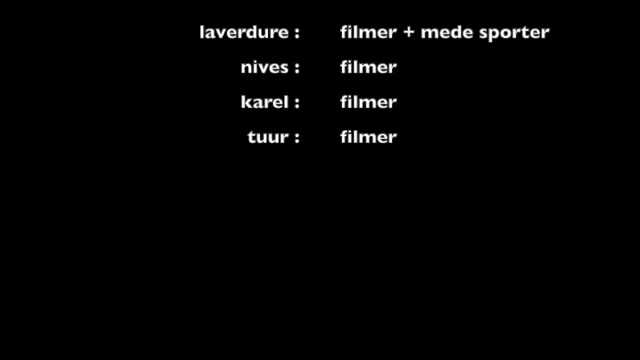 laverdure : filmer + mede sporter
nives : filmer
karel : filmer
tuur : filmer